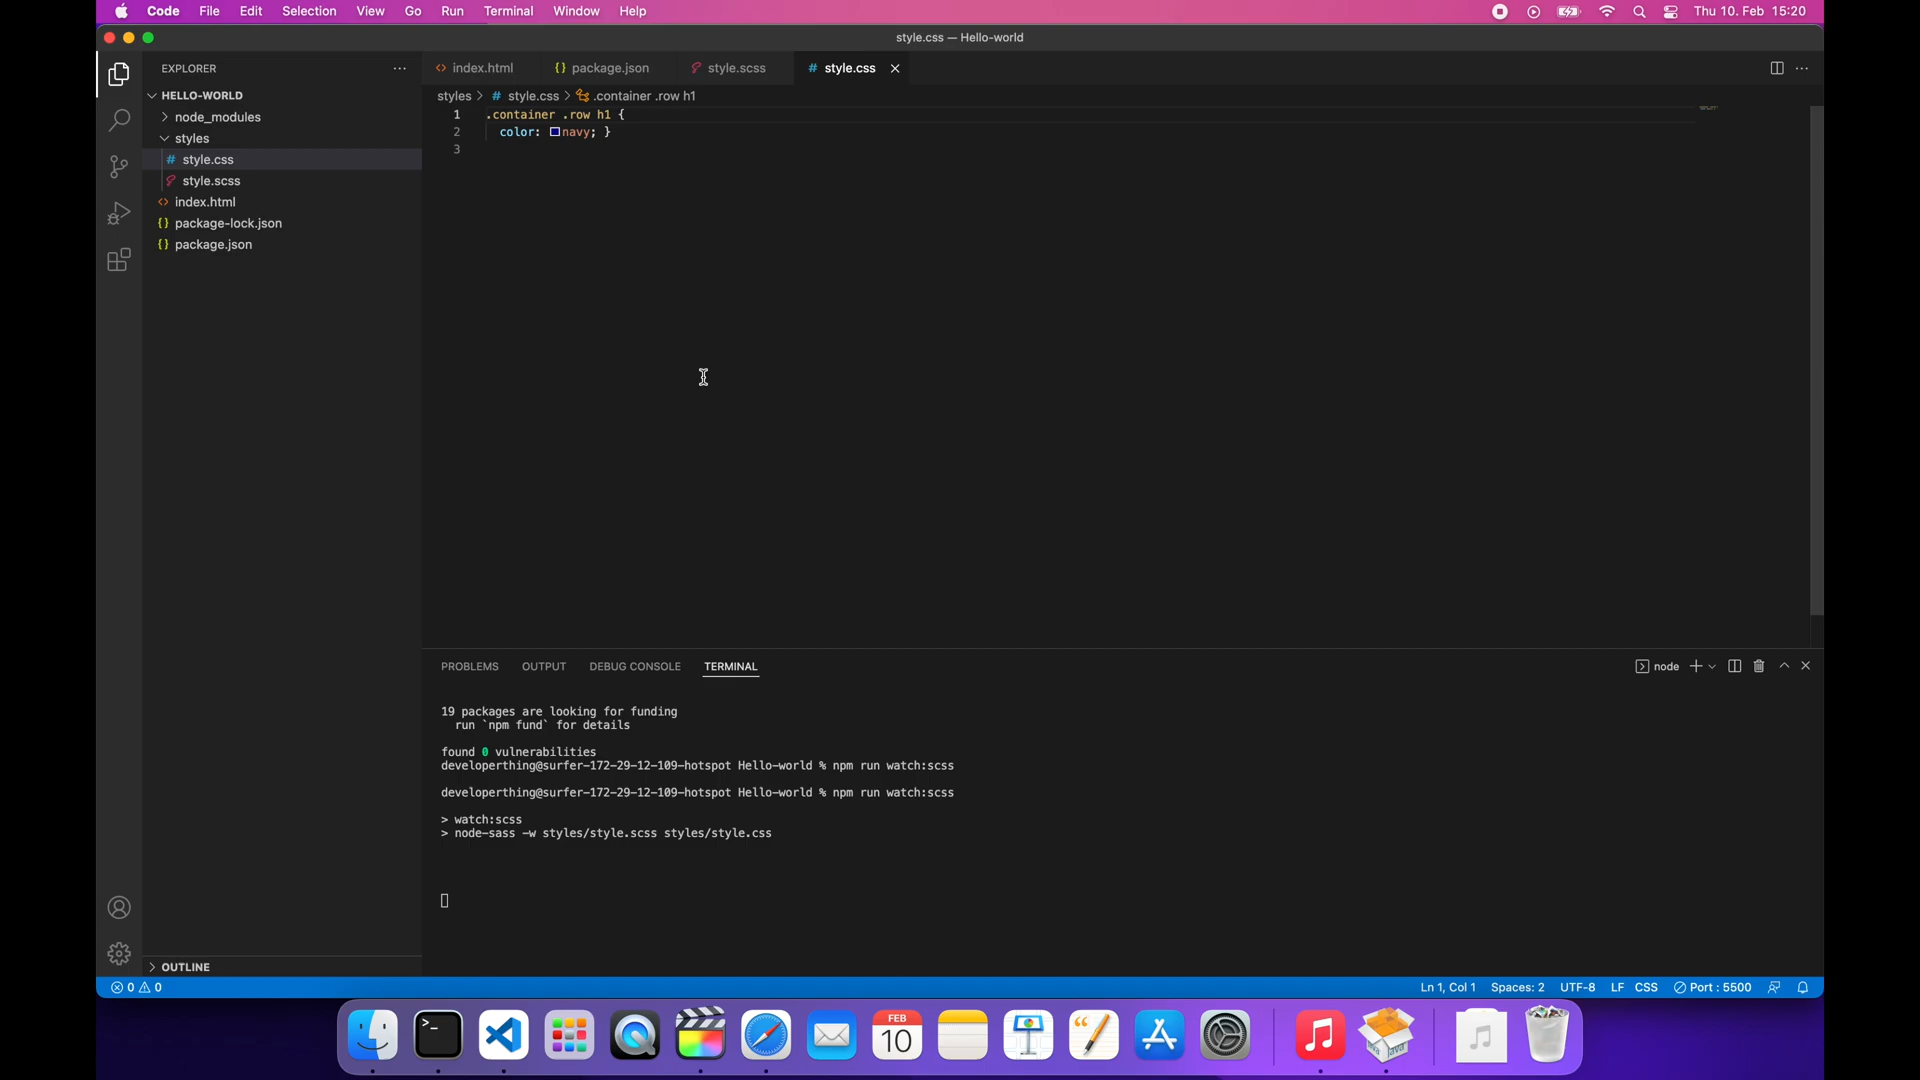 Code File Edit Selection View Go Run Terminal Window Help Thu 10. Feb 15:20
style.css — Hello-world
EXPLORER
HELLO-WORLD
node_modules
styles
# style.css
style.scss
<> index.html
{} package-lock.json
{} package.json
OUTLINE
<> index.html {} package.json style.scss # style.css
styles > # style.css > .container .row h1
1 .container .row h1 {
2 color: navy; }
3
PROBLEMS OUTPUT DEBUG CONSOLE TERMINAL node
19 packages are looking for funding
run `npm fund` for details
found 0 vulnerabilities
developerthing@surfer-172-29-12-109-hotspot Hello-world % npm run watch:scss
developerthing@surfer-172-29-12-109-hotspot Hello-world % npm run watch:scss
> watch:scss
> node-sass -w styles/style.scss styles/style.css
0 0 Ln 1, Col 1 Spaces: 2 UTF-8 LF CSS Port : 5500
FEB
10
Java